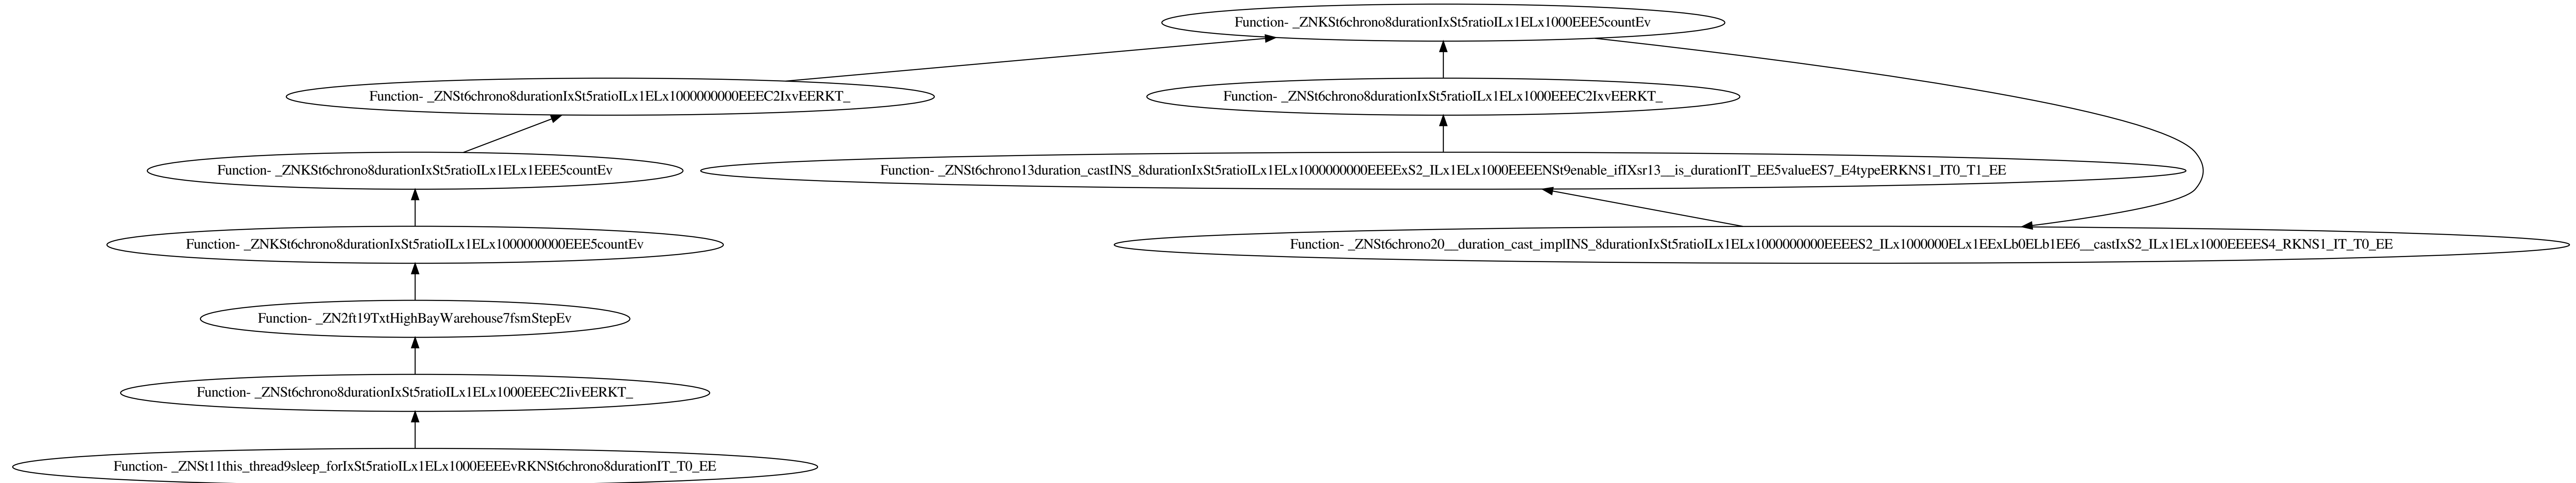 Function- _ZNKSt6chrono8durationIxSt5ratioILx1ELx1000EEE5countEv
Function- _ZNSt6chrono8durationIxSt5ratioILx1ELx1000000000EEEC2IxvEERKT_
Function- _ZNSt6chrono8durationIxSt5ratioILx1ELx1000EEEC2IxvEERKT_
Function- _ZNKSt6chrono8durationIxSt5ratioILx1ELx1EEE5countEv
Function- _ZNSt6chrono13duration_castINS_8durationIxSt5ratioILx1ELx1000000000EEEExS2_ILx1ELx1000EEEENSt9enable_ifIXsr13__is_durationIT_EE5valueES7_E4typeERKNS1_IT0_T1_EE
Function- _ZNKSt6chrono8durationIxSt5ratioILx1ELx1000000000EEE5countEv
Function- _ZNSt6chrono20__duration_cast_implINS_8durationIxSt5ratioILx1ELx1000000000EEEES2_ILx1000000ELx1EExLb0ELb1EE6__castIxS2_ILx1ELx1000EEEES4_RKNS1_IT_T0_EE
Function- _ZN2ft19TxtHighBayWarehouse7fsmStepEv
Function- _ZNSt6chrono8durationIxSt5ratioILx1ELx1000EEEC2IivEERKT_
Function- _ZNSt11this_thread9sleep_forIxSt5ratioILx1ELx1000EEEEvRKNSt6chrono8durationIT_T0_EE